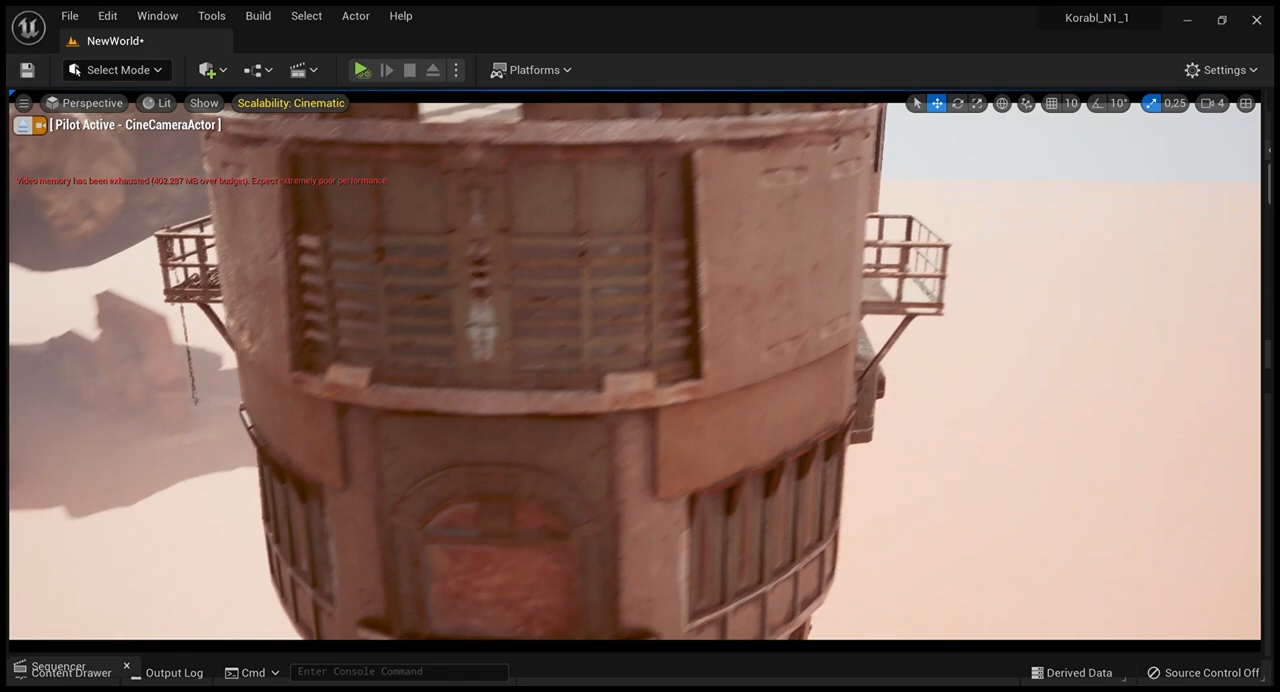 File Edit Window Tools Build Select Actor Help
Korabl_N1_1
NewWorld*
Select Mode
Platforms
Settings
Perspective Lit Show Scalability: Cinematic
10 10° 0,25 4
[ Pilot Active - CineCameraActor ]
Video memory has been exhausted (402.287 MB over budget). Expect extremely poor performance.
Sequencer
Content Drawer Output Log Cmd Enter Console Command Derived Data Source Control Off